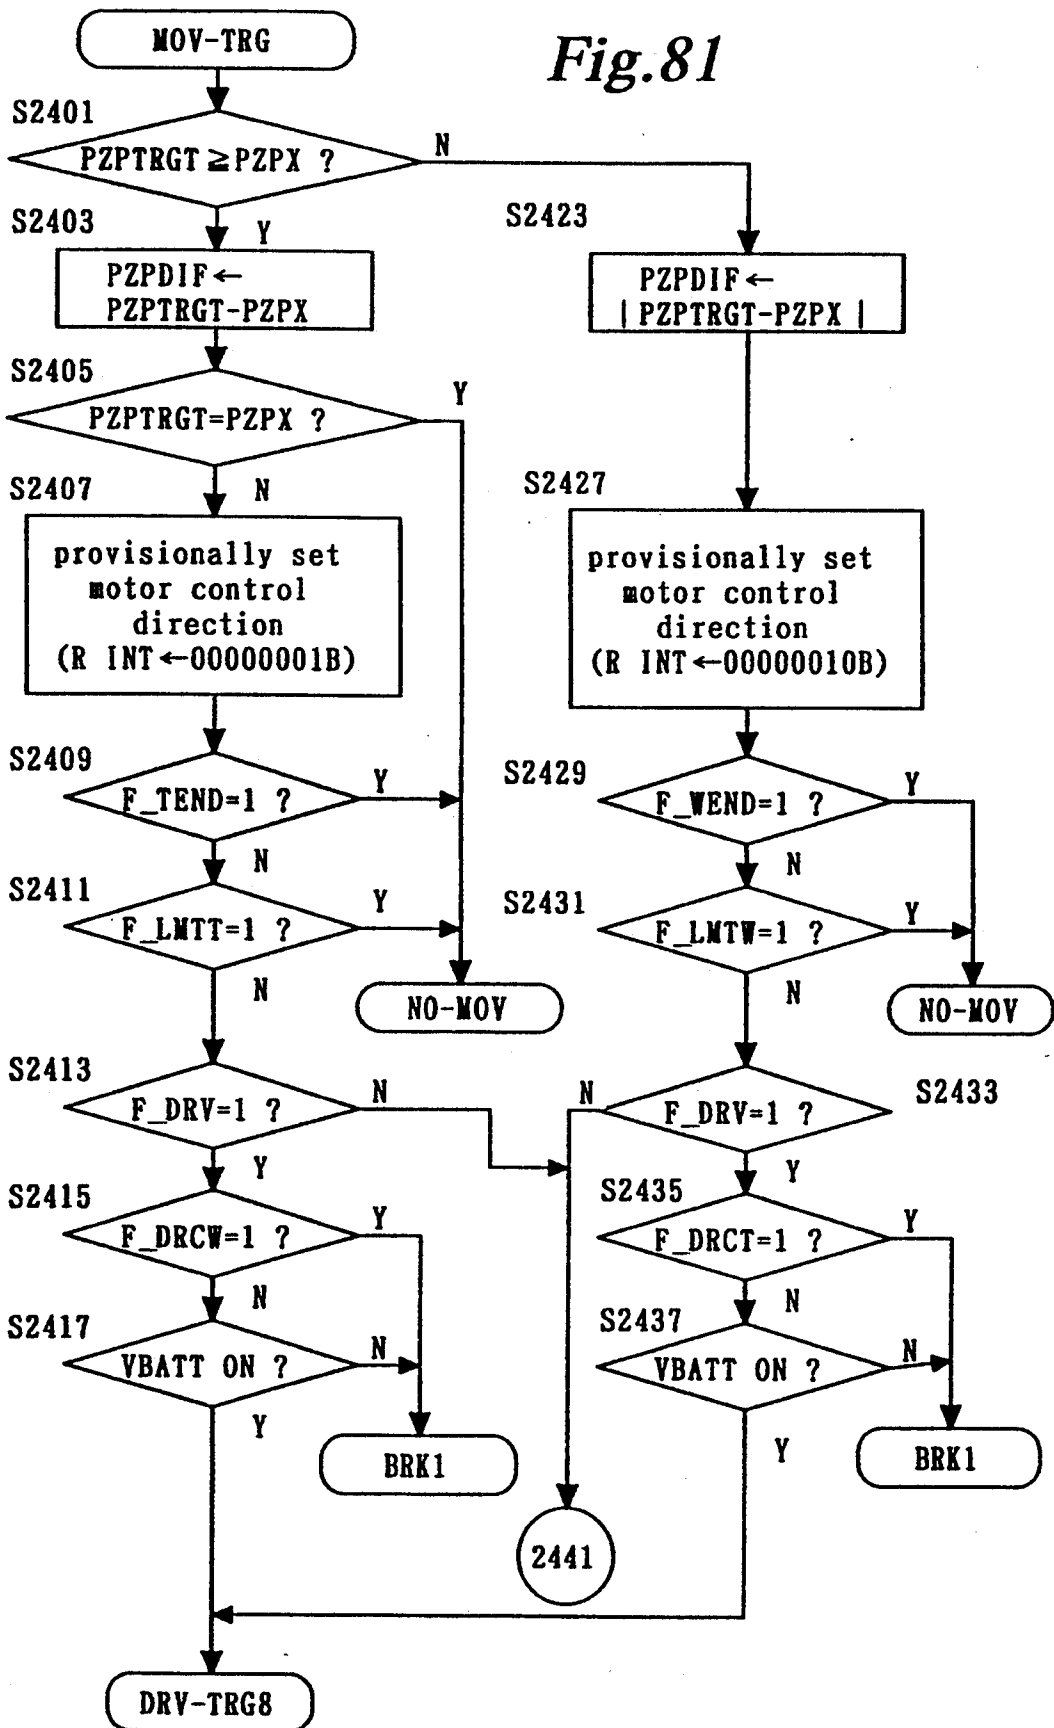 MOV-TRG
Fig.81
S2401
PZPTRGT≧PZPX ?
N
S2403
Y
PZPDIF←
PZPTRGT-PZPX
S2423
PZPDIF←
| PZPTRGT-PZPX |
S2405
PZPTRGT=PZPX ?
Y
S2407
N
provisionally set
motor control
direction
(R INT←00000001B)
S2427
provisionally set
motor control
direction
(R INT←00000010B)
S2409
F_TEND=1 ?
Y
N
S2429
F_WEND=1 ?
Y
N
S2411
F_LMTT=1 ?
Y
N
S2431
F_LMTW=1 ?
Y
N
NO-MOV
NO-MOV
S2413
F_DRV=1 ?
N
Y
N
F_DRV=1 ?
S2433
Y
S2415
F_DRCW=1 ?
Y
N
S2435
F_DRCT=1 ?
Y
N
S2417
VBATT ON ?
N
Y
S2437
VBATT ON ?
N
Y
BRK1
BRK1
2441
DRV-TRG8